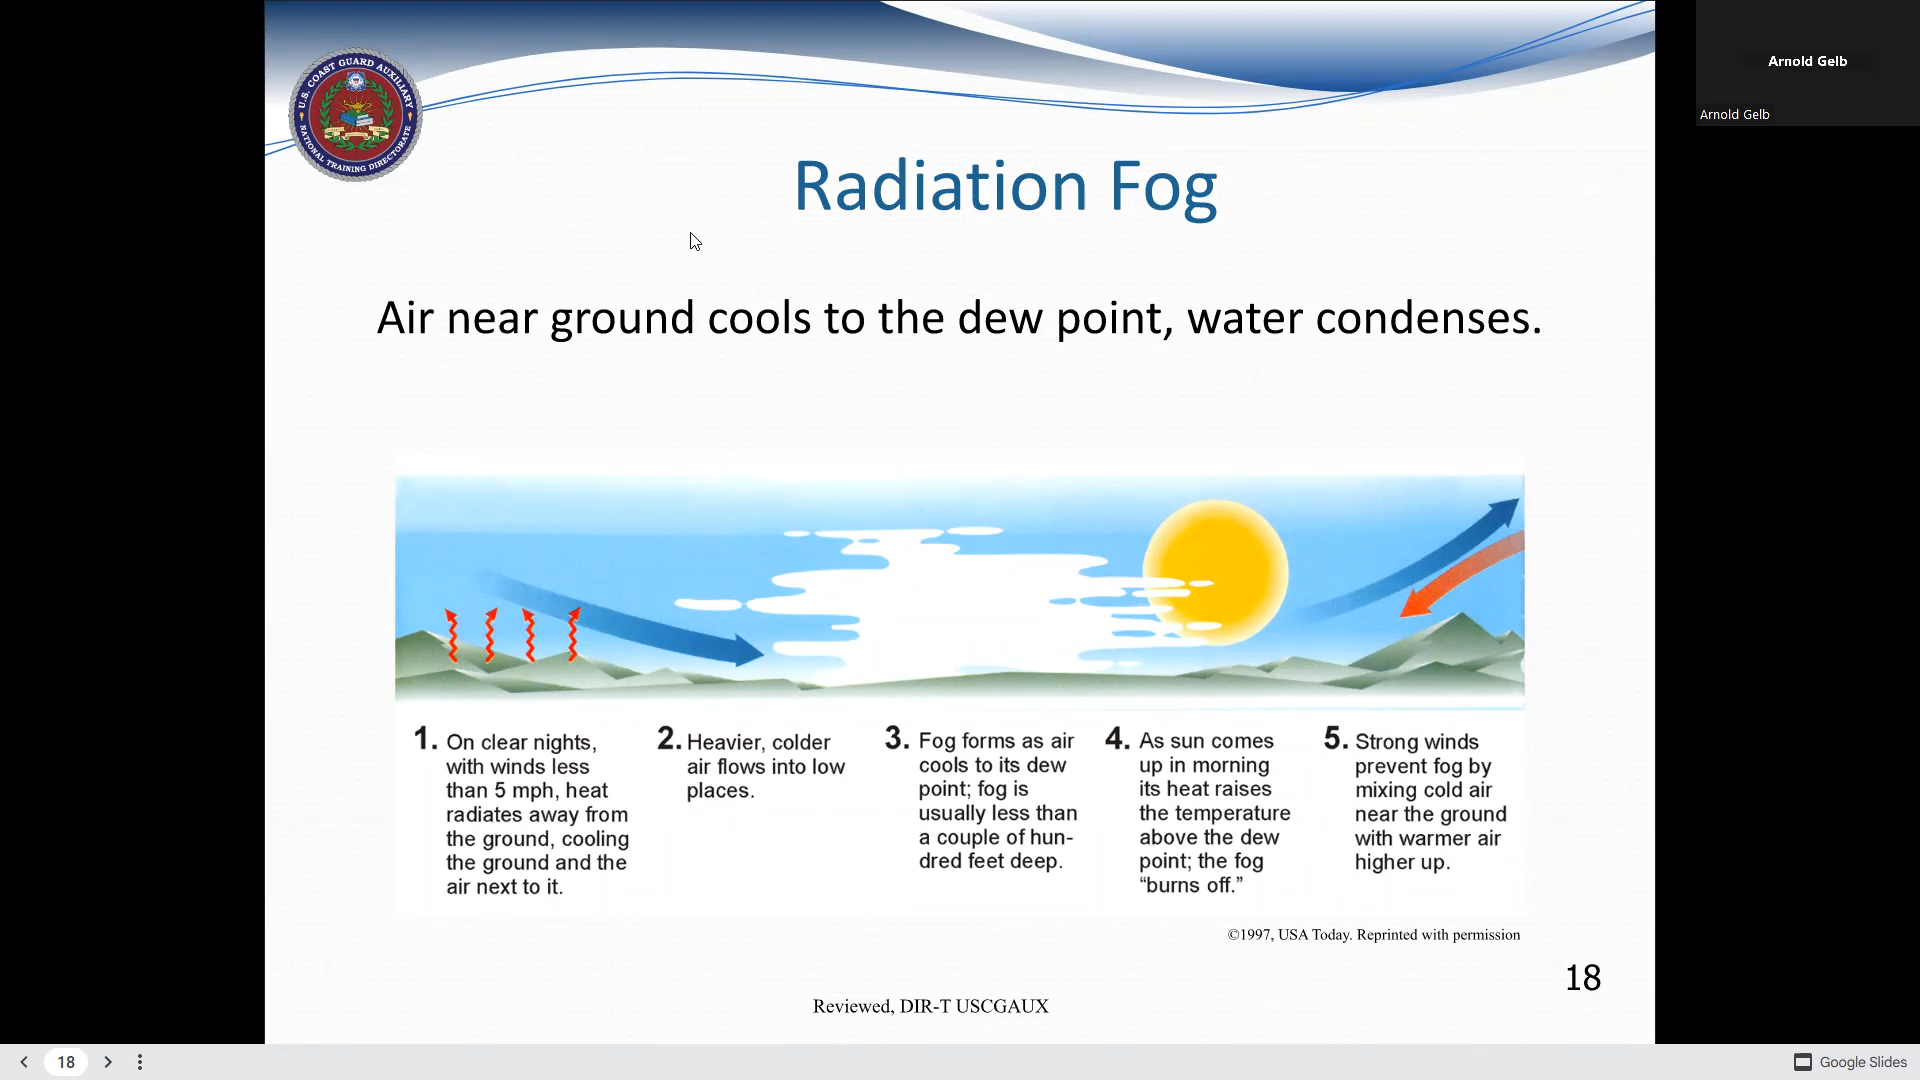 U.S. COAST GUARD AUXILIARY
NATIONAL TRAINING DIRECTORATE
Arnold Gelb
Arnold Gelb
Radiation Fog
Air near ground cools to the dew point, water condenses.
1. On clear nights,
with winds less
than 5 mph, heat
radiates away from
the ground, cooling
the ground and the
air next to it.
2. Heavier, colder
air flows into low
places.
3. Fog forms as air
cools to its dew
point; fog is
usually less than
a couple of hun-
dred feet deep.
4. As sun comes
up in morning
its heat raises
the temperature
above the dew
point; the fog
“burns off.”
5. Strong winds
prevent fog by
mixing cold air
near the ground
with warmer air
higher up.
©1997, USA Today. Reprinted with permission
18
Reviewed, DIR-T USCGAUX
18
Google Slides